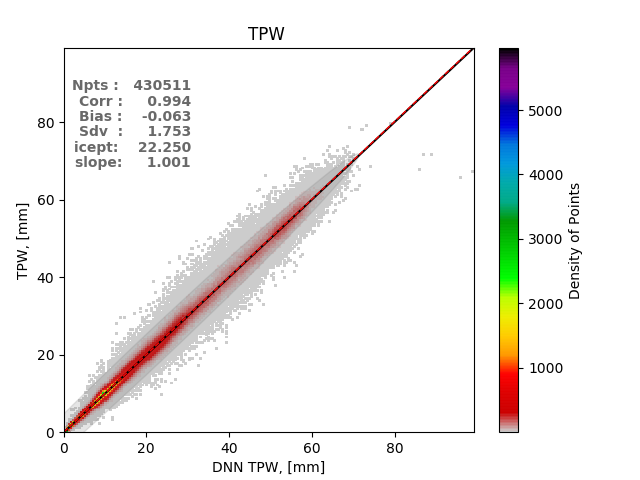 TPW
Npts : 430511
Corr : 0.994
Bias : -0.063
Sdv : 1.753
icept: 22.250
slope: 1.001
80
60
40
20
0
TPW, [mm]
0 20 40 60 80
DNN TPW, [mm]
5000
4000
3000
2000
1000
Density of Points